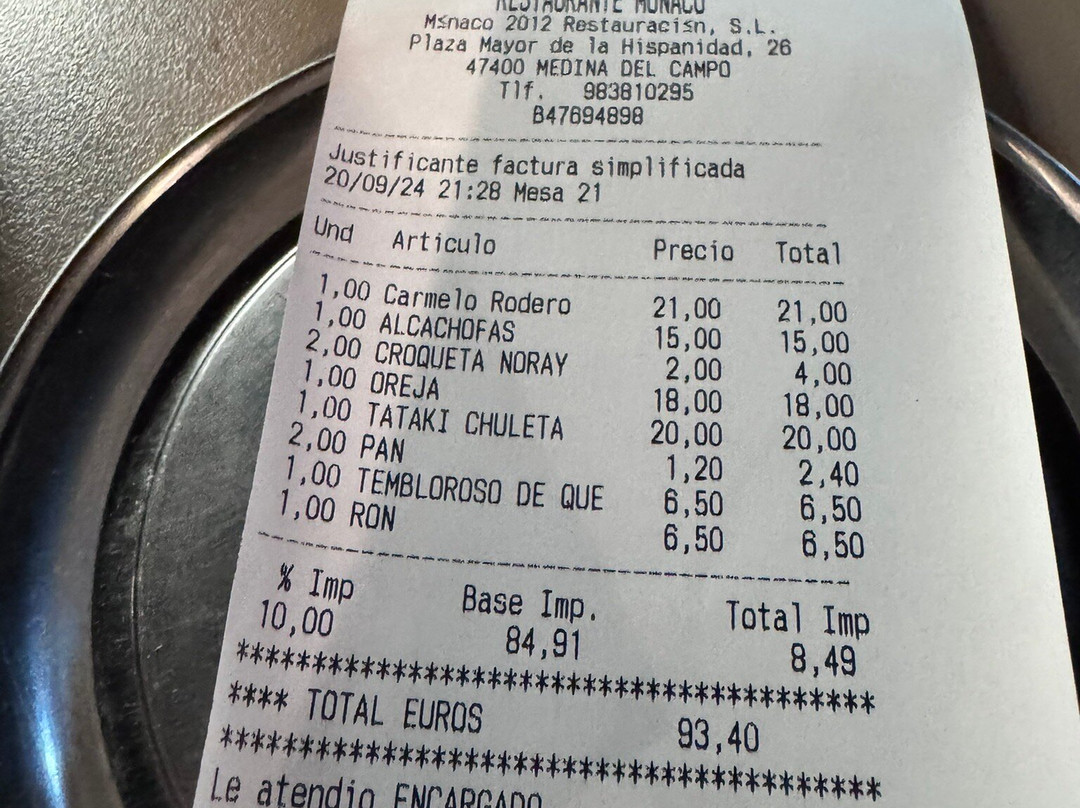 RESTAURANTE MONACO
M≤naco 2012 Restauraci≤n, S.L.
Plaza Mayor de la Hispanidad, 26
47400 MEDINA DEL CAMPO
Tlf. 983810295
B47694898
Justificante factura simplificada
20/09/24 21:28 Mesa 21
Und Articulo Precio Total
1,00 Carmelo Rodero 21,00 21,00
1,00 ALCACHOFAS 15,00 15,00
2,00 CROQUETA NORAY 2,00 4,00
1,00 OREJA 18,00 18,00
1,00 TATAKI CHULETA 20,00 20,00
2,00 PAN 1,20 2,40
1,00 TEMBLOROSO DE QUE 6,50 6,50
1,00 RON 6,50 6,50
% Imp Base Imp. Total Imp
10,00 84,91 8,49
******************************************
**** TOTAL EUROS 93,40
******************************************
Le atendio ENCARGADO